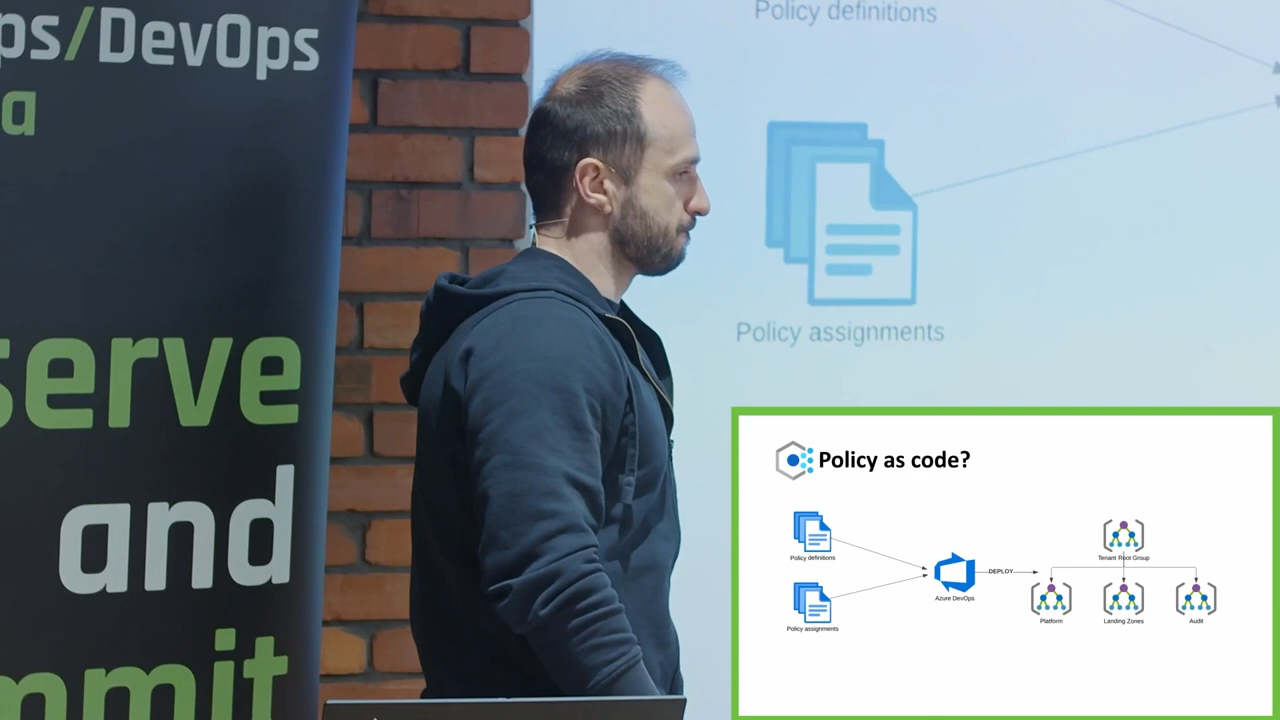 ps/DevOps
a
serve
and
mmit
Policy definitions
Policy assignments
Policy as code?
Policy definitions
Policy assignments
Azure DevOps
DEPLOY
Tenant Root Group
Platform
Landing Zones
Audit